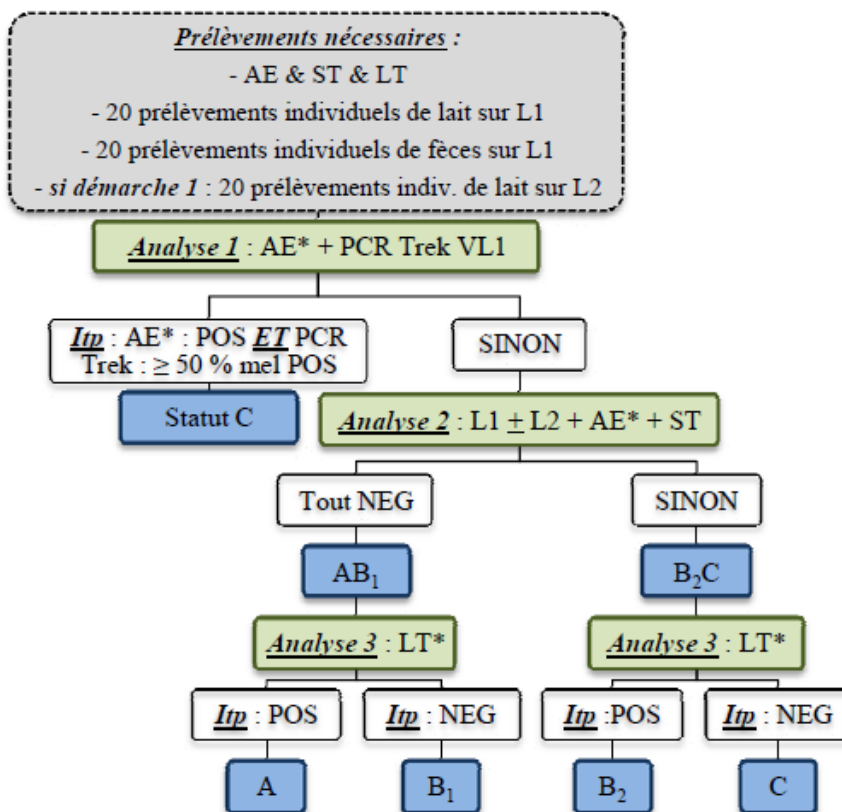 Prélèvements nécessaires :
- AE & ST & LT
- 20 prélèvements individuels de lait sur L1
- 20 prélèvements individuels de fèces sur L1
- si démarche 1 : 20 prélèvements indiv. de lait sur L2
Analyse 1 : AE* + PCR Trek VL1
Itp : AE* : POS ET PCR
Trek : ≥ 50 % mel POS
SINON
Statut C
Analyse 2 : L1 ± L2 + AE* + ST
Tout NEG
SINON
AB₁
B₂C
Analyse 3 : LT*
Analyse 3 : LT*
Itp : POS
Itp : NEG
Itp :POS
Itp : NEG
A
B₁
B₂
C